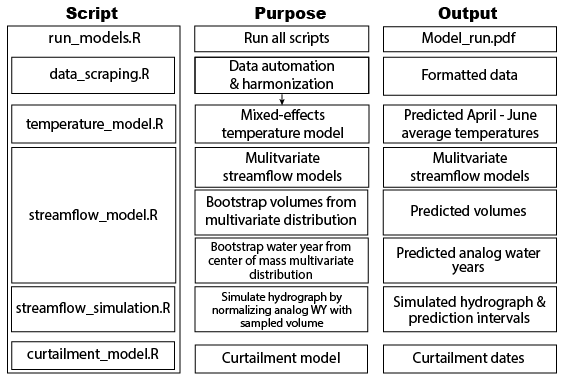 Script Purpose Output
run_models.R Run all scripts Model_run.pdf
data_scraping.R
Data automation
& harmonization
Formatted data
temperature_model.R
Mixed-effects
temperature model
Predicted April - June
average temperatures
streamflow_model.R
Mulitvariate
streamflow models
Mulitvariate
streamflow models
Bootstrap volumes from
multivariate distribution
Predicted volumes
Bootstrap water year from
center of mass multivariate
distribution
Predicted analog water
years
streamflow_simulation.R
Simulate hydrograph by
normalizing analog WY with
sampled volume
Simulated hydrograph &
prediction intervals
curtailment_model.R Curtailment model Curtailment dates